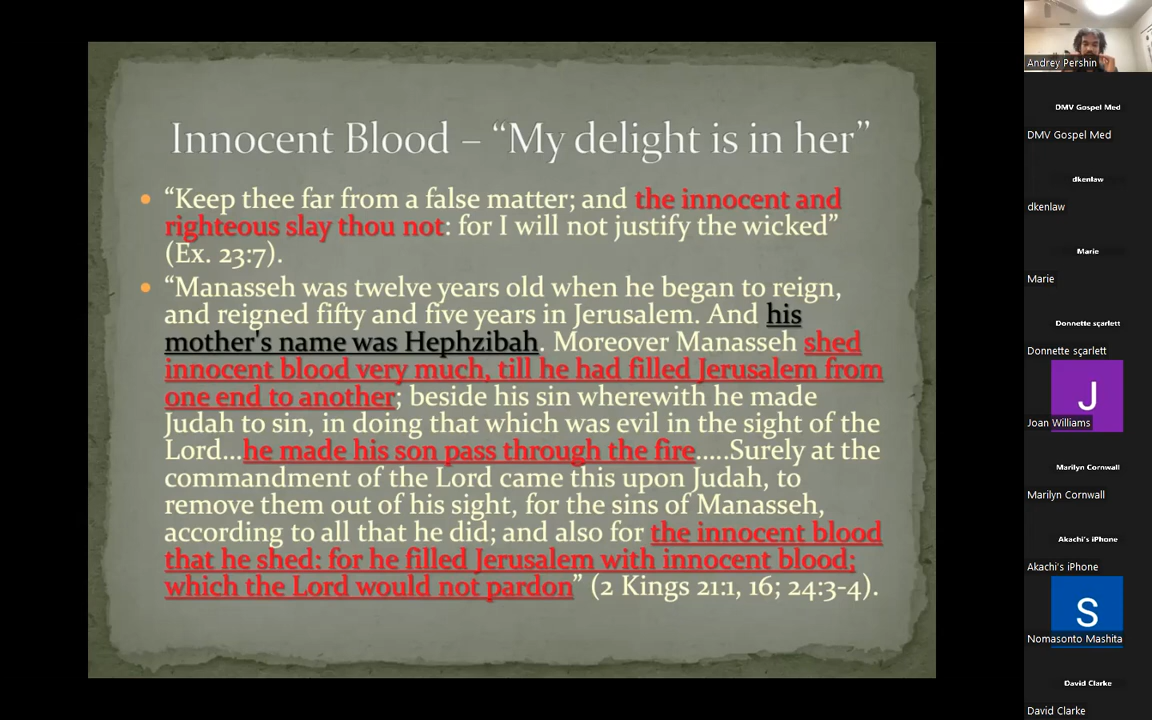 Innocent Blood – “My delight is in her”
• “Keep thee far from a false matter; and the innocent and
righteous slay thou not: for I will not justify the wicked”
(Ex. 23:7).
• “Manasseh was twelve years old when he began to reign,
and reigned fifty and five years in Jerusalem. And his
mother's name was Hephzibah. Moreover Manasseh shed
innocent blood very much, till he had filled Jerusalem from
one end to another; beside his sin wherewith he made
Judah to sin, in doing that which was evil in the sight of the
Lord…he made his son pass through the fire…..Surely at the
commandment of the Lord came this upon Judah, to
remove them out of his sight, for the sins of Manasseh,
according to all that he did; and also for the innocent blood
that he shed: for he filled Jerusalem with innocent blood;
which the Lord would not pardon” (2 Kings 21:1, 16; 24:3-4).
Andrey Pershin
DMV Gospel Med
DMV Gospel Med
dkenlaw
dkenlaw
Marie
Marie
Donnette sçarlett
Donnette sçarlett
J
Joan Williams
Marilyn Cornwall
Marilyn Cornwall
Akachi's iPhone
Akachi's iPhone
S
Nomasonto Mashita
David Clarke
David Clarke